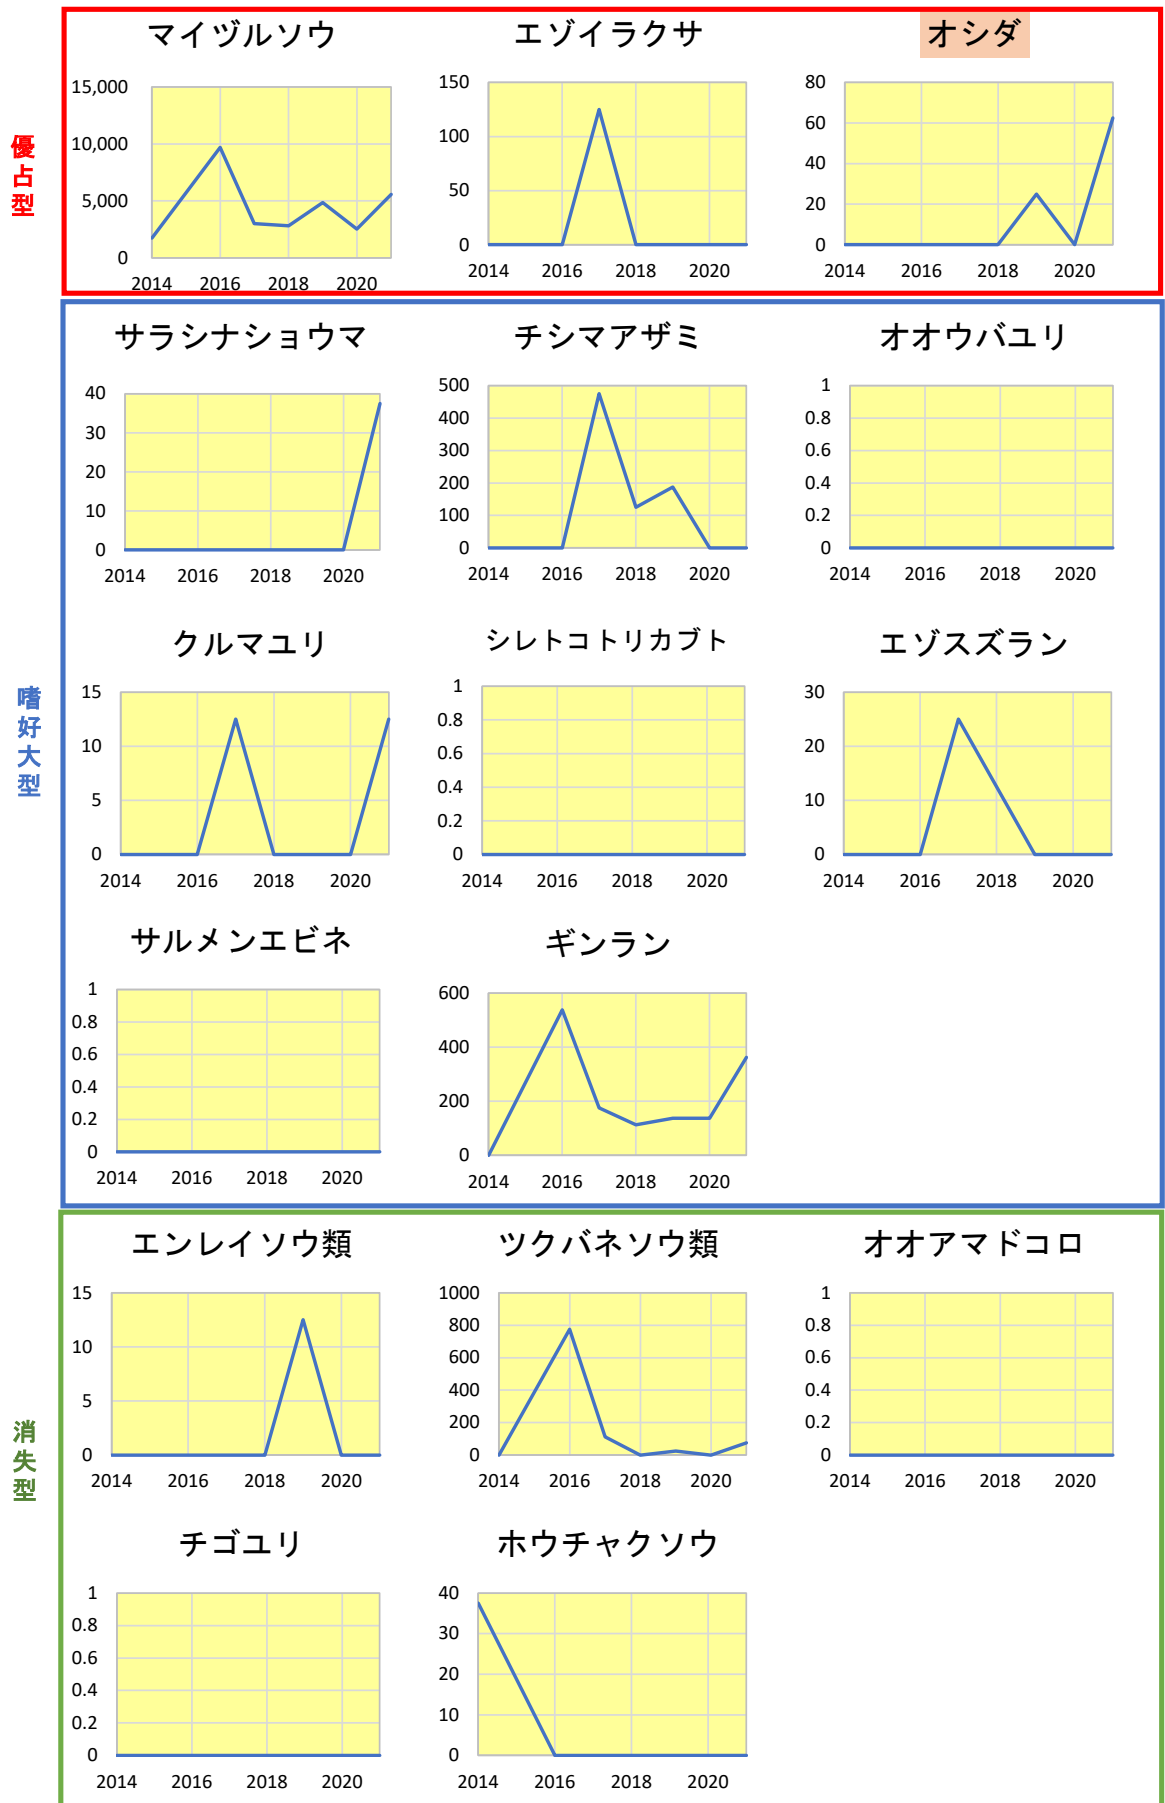 優占型
マイヅルソウ
15,000
10,000
5,000
0
2014 2016 2018 2020
エゾイラクサ
150
100
50
0
2014 2016 2018 2020
オシダ
80
60
40
20
0
2014 2016 2018 2020
嗜好大型
サラシナショウマ
40
30
20
10
0
2014 2016 2018 2020
チシマアザミ
500
400
300
200
100
0
2014 2016 2018 2020
オオウバユリ
1
0.8
0.6
0.4
0.2
0
2014 2016 2018 2020
クルマユリ
15
10
5
0
2014 2016 2018 2020
シレトコトリカブト
1
0.8
0.6
0.4
0.2
0
2014 2016 2018 2020
エゾスズラン
30
20
10
0
2014 2016 2018 2020
サルメンエビネ
1
0.8
0.6
0.4
0.2
0
2014 2016 2018 2020
ギンラン
600
400
200
0
2014 2016 2018 2020
消失型
エンレイソウ類
15
10
5
0
2014 2016 2018 2020
ツクバネソウ類
1000
800
600
400
200
0
2014 2016 2018 2020
オオアマドコロ
1
0.8
0.6
0.4
0.2
0
2014 2016 2018 2020
チゴユリ
1
0.8
0.6
0.4
0.2
0
2014 2016 2018 2020
ホウチャクソウ
40
30
20
10
0
2014 2016 2018 2020